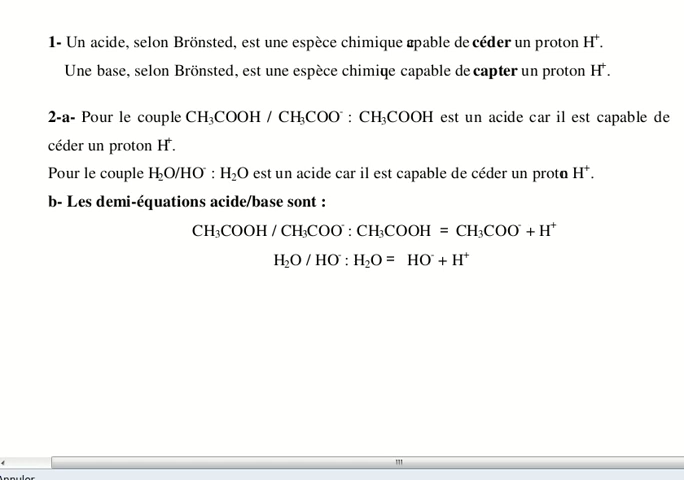 1- Un acide, selon Brönsted, est une espèce chimique capable de céder un proton H⁺.
Une base, selon Brönsted, est une espèce chimique capable de capter un proton H⁺.
2-a- Pour le couple CH₃COOH / CH₃COO⁻ : CH₃COOH est un acide car il est capable de
céder un proton H⁺.
Pour le couple H₂O/HO⁻ : H₂O est un acide car il est capable de céder un proton H⁺.
b- Les demi-équations acide/base sont :
CH₃COOH / CH₃COO⁻ : CH₃COOH = CH₃COO⁻ + H⁺
H₂O / HO⁻ : H₂O = HO⁻ + H⁺